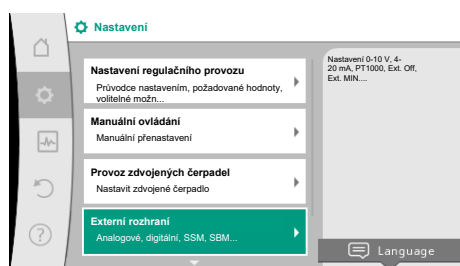 Nastavení
Nastavení regulačního provozu
Průvodce nastavením, požadované hodnoty,
volitelné možn...
Manuální ovládání
Manuální přenastavení
Provoz zdvojených čerpadel
Nastavit zdvojené čerpadlo
Externí rozhraní
Analogové, digitální, SSM, SBM...
Nastavení 0-10 V, 4-
20 mA, PT1000, Ext. Off,
Ext. MIN....
Language